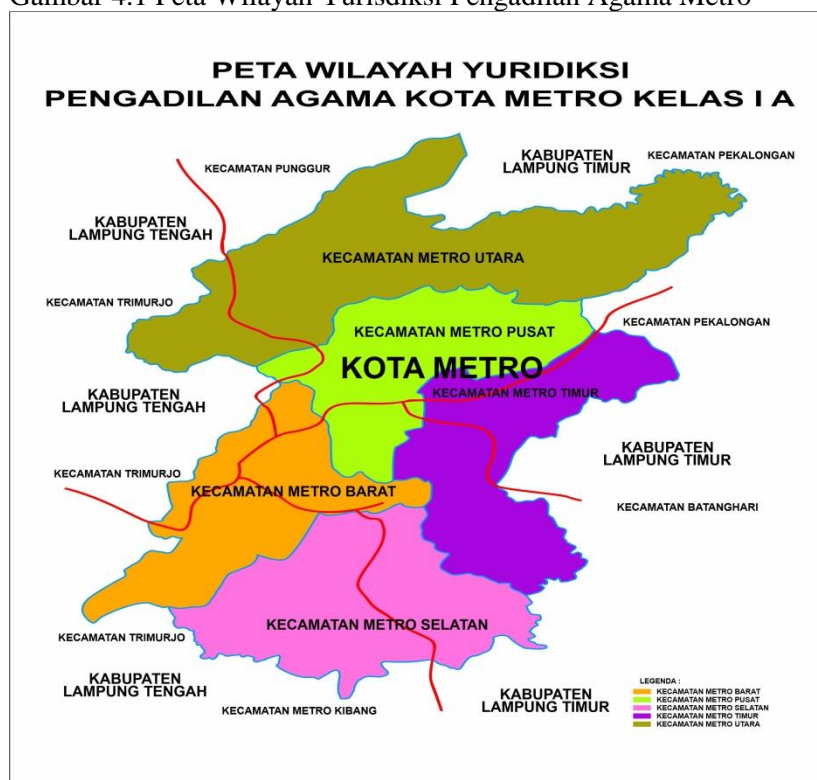 Gambar 4.1 Peta Wilayah Yurisdiksi Pengadilan Agama Metro
PETA WILAYAH YURIDIKSI
PENGADILAN AGAMA KOTA METRO KELAS I A
KECAMATAN PUNGGUR
KABUPATEN
LAMPUNG TIMUR
KECAMATAN PEKALONGAN
KABUPATEN
LAMPUNG TENGAH
KECAMATAN METRO UTARA
KECAMATAN TRIMURJO
KECAMATAN METRO PUSAT
KECAMATAN PEKALONGAN
KOTA METRO
KABUPATEN
LAMPUNG TENGAH
KECAMATAN METRO TIMUR
KABUPATEN
LAMPUNG TIMUR
KECAMATAN TRIMURJO
KECAMATAN METRO BARAT
KECAMATAN BATANGHARI
KECAMATAN METRO SELATAN
KECAMATAN TRIMURJO
KABUPATEN
LAMPUNG TENGAH
KECAMATAN METRO KIBANG
KABUPATEN
LAMPUNG TIMUR
LEGENDA :
KECAMATAN METRO BARAT
KECAMATAN METRO PUSAT
KECAMATAN METRO SELATAN
KECAMATAN METRO TIMUR
KECAMATAN METRO UTARA